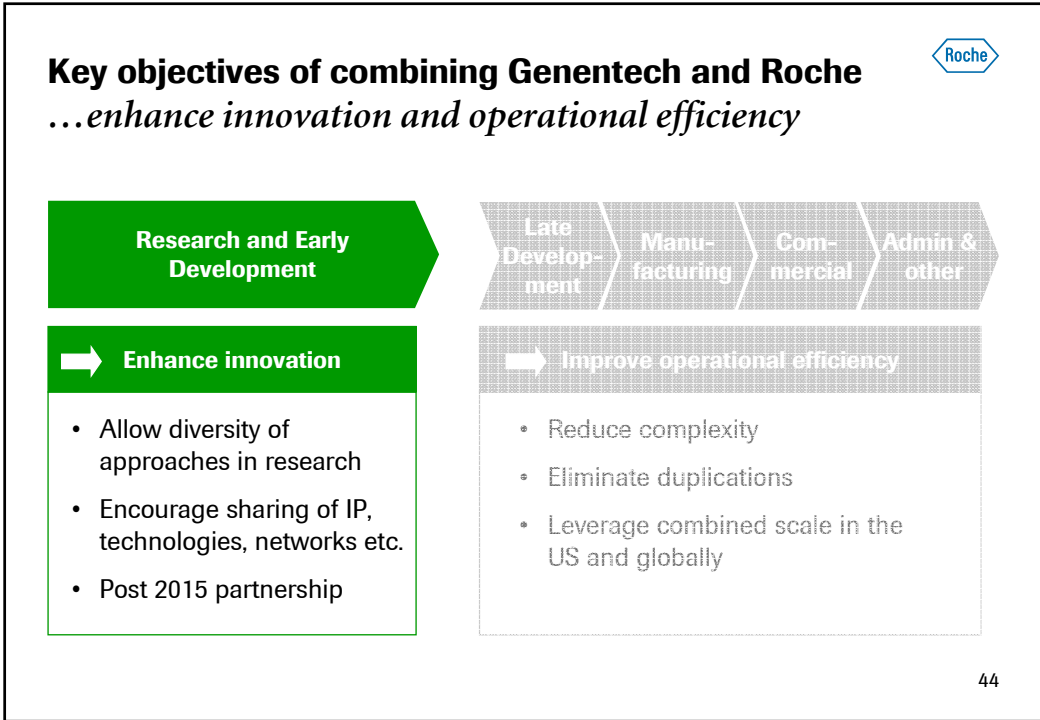 Roche
Key objectives of combining Genentech and Roche
…enhance innovation and operational efficiency
Research and Early
Development
Late
Develop-
ment
Manu-
facturing
Com-
mercial
Admin &
other
Enhance innovation
• Allow diversity of
approaches in research
• Encourage sharing of IP,
technologies, networks etc.
• Post 2015 partnership
Improve operational efficiency
• Reduce complexity
• Eliminate duplications
• Leverage combined scale in the
US and globally
44